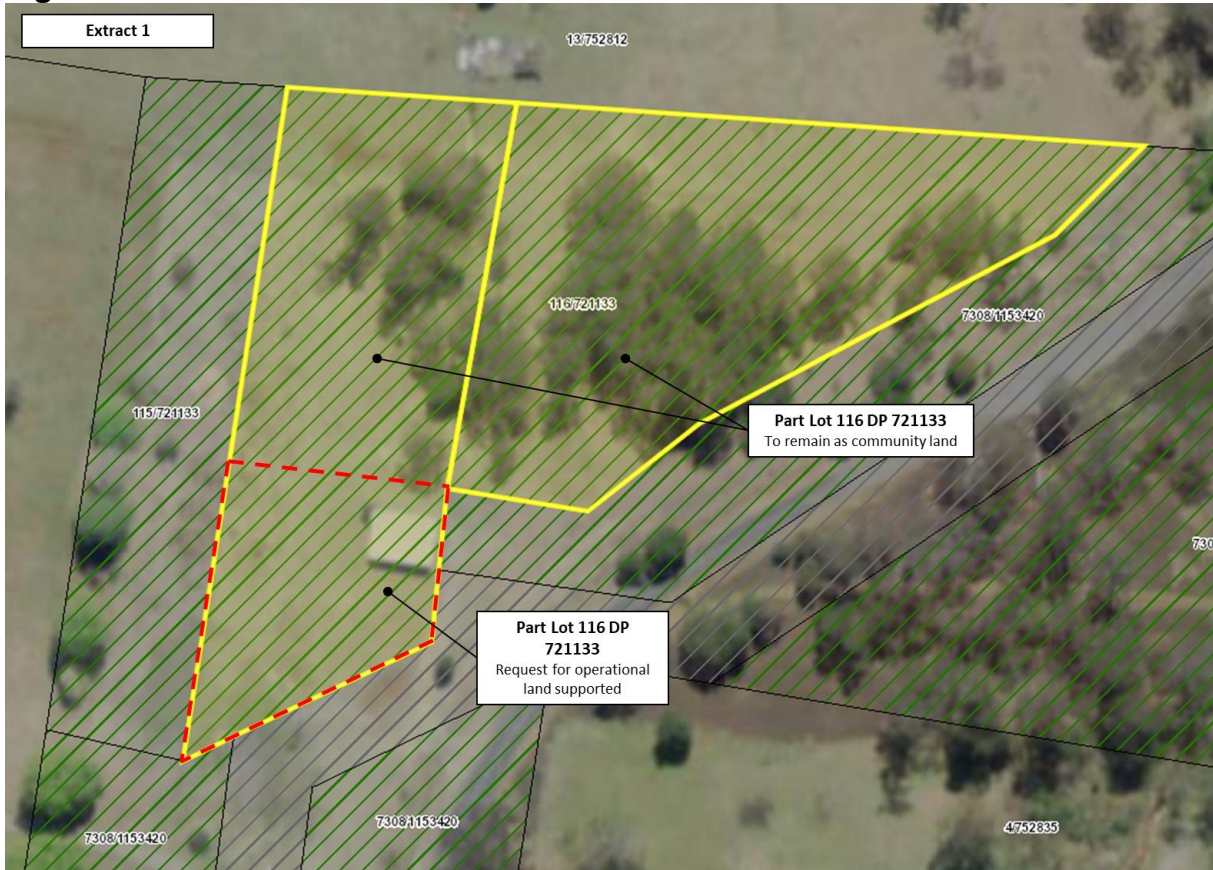 Extract 1
13/752812
116/721133
7308/1153420
115/721133
Part Lot 116 DP 721133
To remain as community land
730
Part Lot 116 DP
721133
Request for operational
land supported
7308/1153420
7308/1153420
4/752835